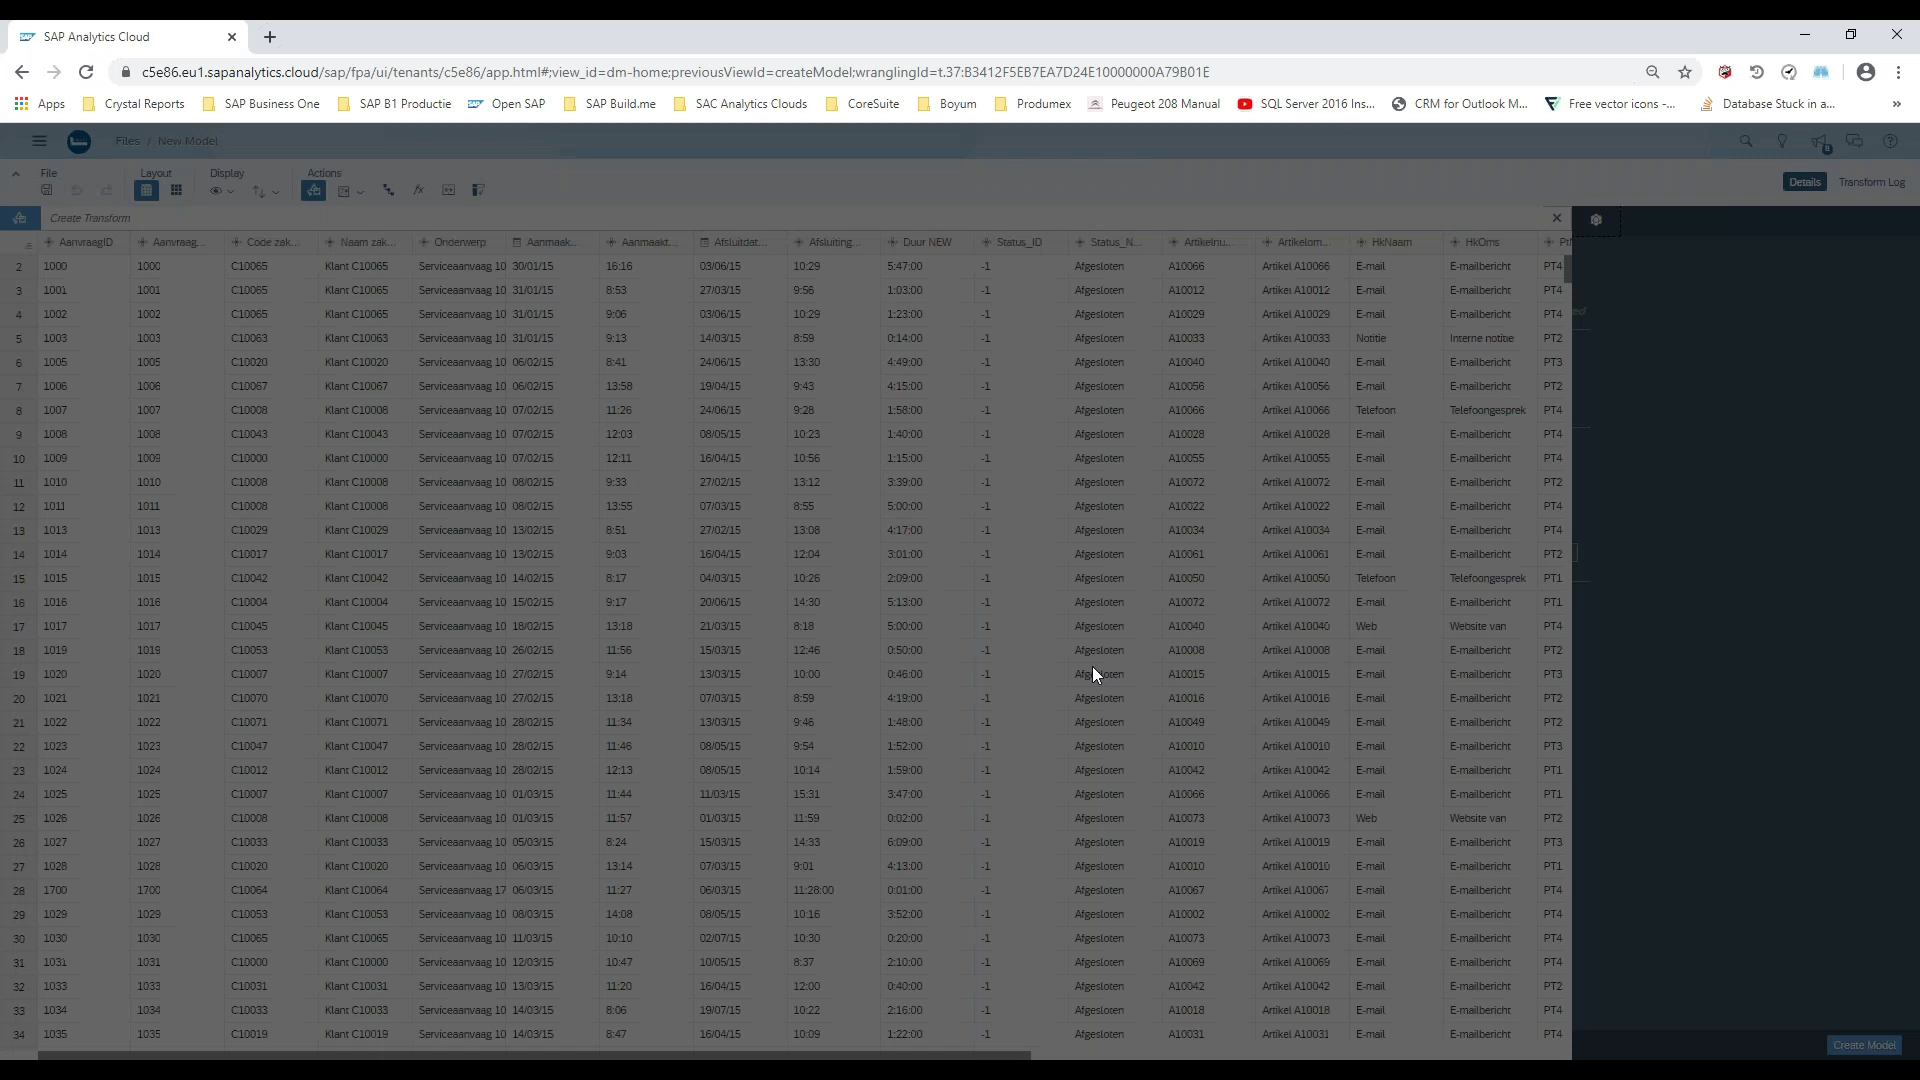 SAP Analytics Cloud
c5e86.eu1.sapanalytics.cloud/sap/fpa/ui/tenants/c5e86/app.html#;view_id=dm-home;previousViewId=createModel;wranglingId=t.37:B3412F5EB7EA7D24E10000000A79B01E
Apps Crystal Reports SAP Business One SAP B1 Productie Open SAP SAP Build.me SAC Analytics Clouds CoreSuite Boyum Produmex Peugeot 208 Manual SQL Server 2016 Ins... CRM for Outlook M... Free vector icons -... Database Stuck in a... »
Files / New Model 8
File Layout Display Actions
Details Transform Log
Create Transform
AanvraagID Aanvraag... Code zak... Naam zak... Onderwerp Aanmaak... Aanmaakt... Afsluitdat... Afsluiting... Duur NEW Status_ID Status_N... Artikelnu... Artikelom... HkNaam HkOms
2 1000 1000 C10065 Klant C10065 Serviceaanvaag 10 30/01/15 16:16 03/06/15 10:29 5:47:00 -1 Afgesloten A10066 Artikel A10066 E-mail E-mailbericht PT4
3 1001 1001 C10065 Klant C10065 Serviceaanvaag 10 31/01/15 8:53 27/03/15 9:56 1:03:00 -1 Afgesloten A10012 Artikel A10012 E-mail E-mailbericht PT4
4 1002 1002 C10065 Klant C10065 Serviceaanvaag 10 31/01/15 9:06 03/06/15 10:29 1:23:00 -1 Afgesloten A10029 Artikel A10029 E-mail E-mailbericht PT4
5 1003 1003 C10063 Klant C10063 Serviceaanvaag 10 31/01/15 9:13 14/03/15 8:59 0:14:00 -1 Afgesloten A10033 Artikel A10033 Notitie Interne notitie PT2
6 1005 1005 C10020 Klant C10020 Serviceaanvaag 10 06/02/15 8:41 24/06/15 13:30 4:49:00 -1 Afgesloten A10040 Artikel A10040 E-mail E-mailbericht PT3
7 1006 1006 C10067 Klant C10067 Serviceaanvaag 10 06/02/15 13:58 19/04/15 9:43 4:15:00 -1 Afgesloten A10056 Artikel A10056 E-mail E-mailbericht PT2
8 1007 1007 C10008 Klant C10008 Serviceaanvaag 10 07/02/15 11:26 24/06/15 9:28 1:58:00 -1 Afgesloten A10066 Artikel A10066 Telefoon Telefoongesprek PT4
9 1008 1008 C10043 Klant C10043 Serviceaanvaag 10 07/02/15 12:03 08/05/15 10:23 1:40:00 -1 Afgesloten A10028 Artikel A10028 E-mail E-mailbericht PT4
10 1009 1009 C10000 Klant C10000 Serviceaanvaag 10 07/02/15 12:11 16/04/15 10:56 1:15:00 -1 Afgesloten A10055 Artikel A10055 E-mail E-mailbericht PT4
11 1010 1010 C10008 Klant C10008 Serviceaanvaag 10 08/02/15 9:33 27/02/15 13:12 3:39:00 -1 Afgesloten A10072 Artikel A10072 E-mail E-mailbericht PT2
12 1011 1011 C10008 Klant C10008 Serviceaanvaag 10 08/02/15 13:55 07/03/15 8:55 5:00:00 -1 Afgesloten A10022 Artikel A10022 E-mail E-mailbericht PT4
13 1013 1013 C10029 Klant C10029 Serviceaanvaag 10 13/02/15 8:51 27/02/15 13:08 4:17:00 -1 Afgesloten A10034 Artikel A10034 E-mail E-mailbericht PT4
14 1014 1014 C10017 Klant C10017 Serviceaanvaag 10 13/02/15 9:03 16/04/15 12:04 3:01:00 -1 Afgesloten A10061 Artikel A10061 E-mail E-mailbericht PT2
15 1015 1015 C10042 Klant C10042 Serviceaanvaag 10 14/02/15 8:17 04/03/15 10:26 2:09:00 -1 Afgesloten A10050 Artikel A10050 Telefoon Telefoongesprek PT1
16 1016 1016 C10004 Klant C10004 Serviceaanvaag 10 15/02/15 9:17 20/06/15 14:30 5:13:00 -1 Afgesloten A10072 Artikel A10072 E-mail E-mailbericht PT1
17 1017 1017 C10045 Klant C10045 Serviceaanvaag 10 18/02/15 13:18 21/03/15 8:18 5:00:00 -1 Afgesloten A10040 Artikel A10040 Web Website van PT4
18 1019 1019 C10053 Klant C10053 Serviceaanvaag 10 26/02/15 11:56 15/03/15 12:46 0:50:00 -1 Afgesloten A10008 Artikel A10008 E-mail E-mailbericht PT2
19 1020 1020 C10007 Klant C10007 Serviceaanvaag 10 27/02/15 9:14 13/03/15 10:00 0:46:00 -1 Afgesloten A10015 Artikel A10015 E-mail E-mailbericht PT3
20 1021 1021 C10070 Klant C10070 Serviceaanvaag 10 27/02/15 13:18 07/03/15 8:59 4:19:00 -1 Afgesloten A10016 Artikel A10016 E-mail E-mailbericht PT2
21 1022 1022 C10071 Klant C10071 Serviceaanvaag 10 28/02/15 11:34 13/03/15 9:46 1:48:00 -1 Afgesloten A10049 Artikel A10049 E-mail E-mailbericht PT2
22 1023 1023 C10047 Klant C10047 Serviceaanvaag 10 28/02/15 11:46 08/05/15 9:54 1:52:00 -1 Afgesloten A10010 Artikel A10010 E-mail E-mailbericht PT3
23 1024 1024 C10012 Klant C10012 Serviceaanvaag 10 28/02/15 12:13 08/05/15 10:14 1:59:00 -1 Afgesloten A10042 Artikel A10042 E-mail E-mailbericht PT1
24 1025 1025 C10007 Klant C10007 Serviceaanvaag 10 01/03/15 11:44 11/03/15 15:31 3:47:00 -1 Afgesloten A10066 Artikel A10066 E-mail E-mailbericht PT1
25 1026 1026 C10008 Klant C10008 Serviceaanvaag 10 01/03/15 11:57 01/03/15 11:59 0:02:00 -1 Afgesloten A10073 Artikel A10073 Web Website van PT2
26 1027 1027 C10033 Klant C10033 Serviceaanvaag 10 05/03/15 8:24 15/03/15 14:33 6:09:00 -1 Afgesloten A10019 Artikel A10019 E-mail E-mailbericht PT3
27 1028 1028 C10020 Klant C10020 Serviceaanvaag 10 06/03/15 13:14 07/03/15 9:01 4:13:00 -1 Afgesloten A10010 Artikel A10010 E-mail E-mailbericht PT1
28 1700 1700 C10064 Klant C10064 Serviceaanvaag 17 06/03/15 11:27 06/03/15 11:28:00 0:01:00 -1 Afgesloten A10067 Artikel A10067 E-mail E-mailbericht PT4
29 1029 1029 C10053 Klant C10053 Serviceaanvaag 10 08/03/15 14:08 08/05/15 10:16 3:52:00 -1 Afgesloten A10002 Artikel A10002 E-mail E-mailbericht PT4
30 1030 1030 C10065 Klant C10065 Serviceaanvaag 10 11/03/15 10:10 02/07/15 10:30 0:20:00 -1 Afgesloten A10073 Artikel A10073 E-mail E-mailbericht PT4
31 1031 1031 C10000 Klant C10000 Serviceaanvaag 10 12/03/15 10:47 10/05/15 8:37 2:10:00 -1 Afgesloten A10069 Artikel A10069 E-mail E-mailbericht PT4
32 1033 1033 C10031 Klant C10031 Serviceaanvaag 10 13/03/15 11:20 16/04/15 12:00 0:40:00 -1 Afgesloten A10042 Artikel A10042 E-mail E-mailbericht PT2
33 1034 1034 C10033 Klant C10033 Serviceaanvaag 10 14/03/15 8:06 19/07/15 10:22 2:16:00 -1 Afgesloten A10018 Artikel A10018 E-mail E-mailbericht PT4
34 1035 1035 C10019 Klant C10019 Serviceaanvaag 10 14/03/15 8:47 16/04/15 10:09 1:22:00 -1 Afgesloten A10031 Artikel A10031 E-mail E-mailbericht PT4
Create Model